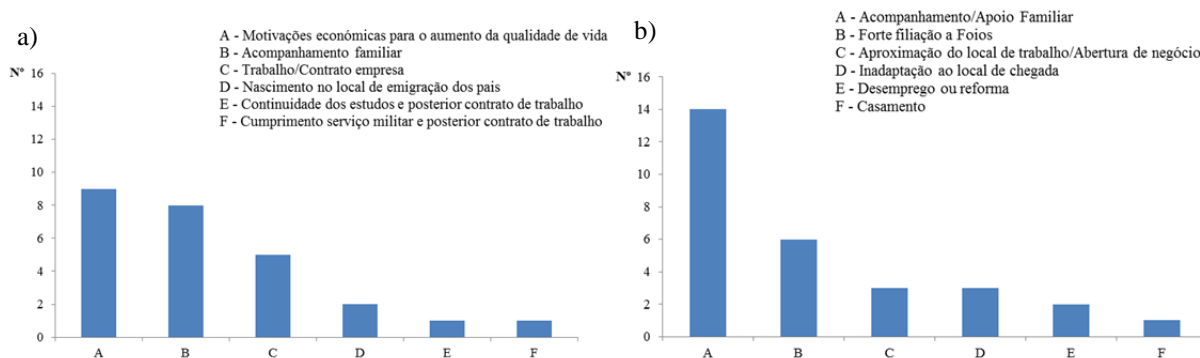 a)
A - Motivações económicas para o aumento da qualidade de vida
B - Acompanhamento familiar
C - Trabalho/Contrato empresa
D - Nascimento no local de emigração dos pais
E - Continuidade dos estudos e posterior contrato de trabalho
F - Cumprimento serviço militar e posterior contrato de trabalho
Nº
16
14
12
10
8
6
4
2
0
A B C D E F
b)
A - Acompanhamento/Apoio Familiar
B - Forte filiação a Foios
C - Aproximação do local de trabalho/Abertura de negócio
D - Inadaptação ao local de chegada
E - Desemprego ou reforma
F - Casamento
Nº
16
14
12
10
8
6
4
2
0
A B C D E F